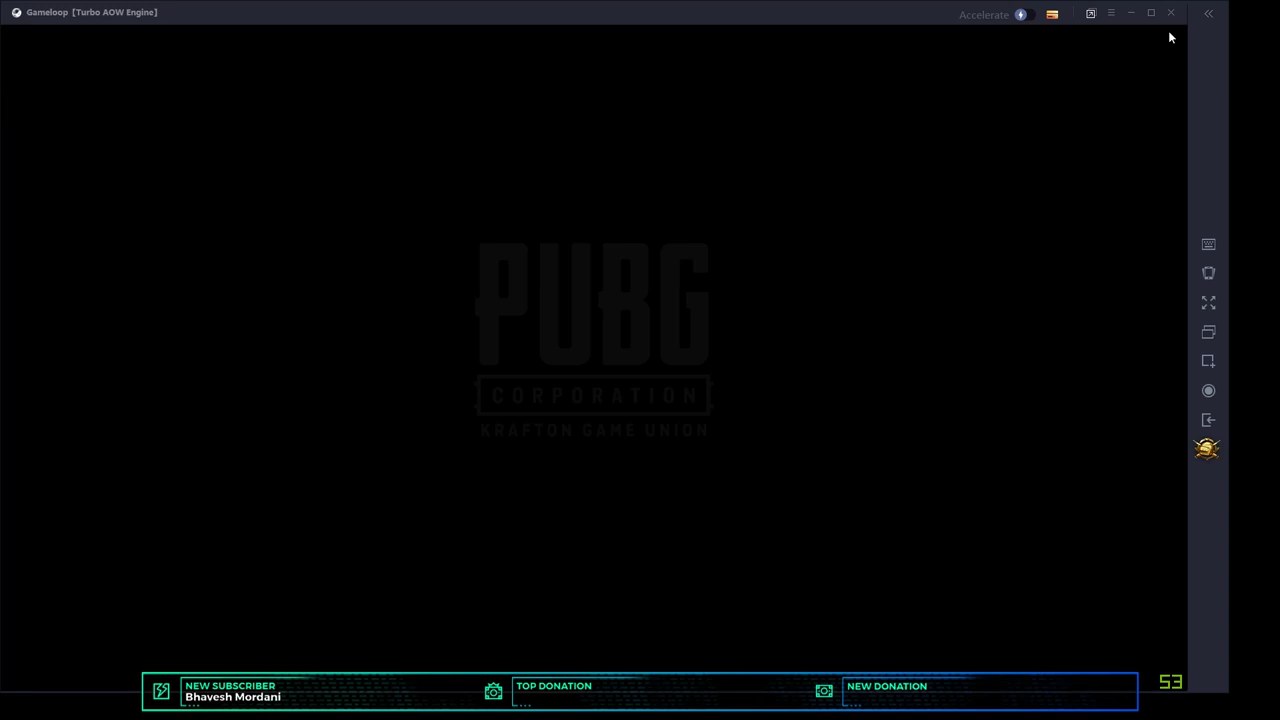 Gameloop【Turbo AOW Engine】
Accelerate
PUBG
CORPORATION
KRAFTON GAME UNION
NEW SUBSCRIBER
Bhavesh Mordani
....
TOP DONATION
....
NEW DONATION
....
53